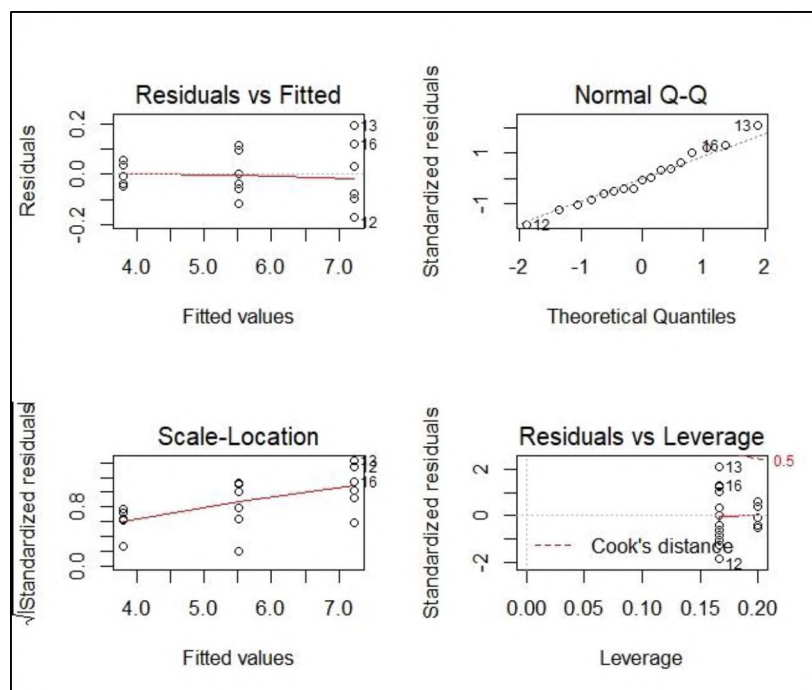 Residuals vs Fitted
Residuals
0.2
0.0
-0.2
13
16
12
4.0 5.0 6.0 7.0
Fitted values
Normal Q-Q
Standardized residuals
1
-1
13
16
12
-2 -1 0 1 2
Theoretical Quantiles
Scale-Location
√|Standardized residuals|
0.8
0.0
13
12
16
4.0 5.0 6.0 7.0
Fitted values
Residuals vs Leverage
Standardized residuals
2
0
-2
0.5
13
16
Cook's distance
12
0.00 0.05 0.10 0.15 0.20
Leverage